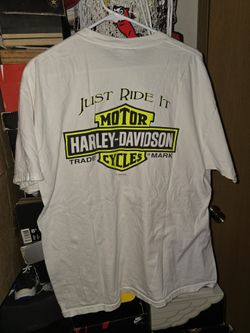 JUST RIDE IT
MOTOR
HARLEY-DAVIDSON
TRADE MARK
CYCLES